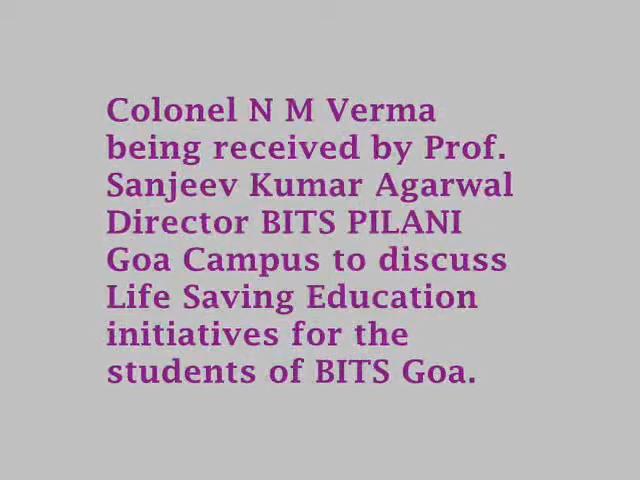 Colonel N M Verma
being received by Prof.
Sanjeev Kumar Agarwal
Director BITS PILANI
Goa Campus to discuss
Life Saving Education
initiatives for the
students of BITS Goa.